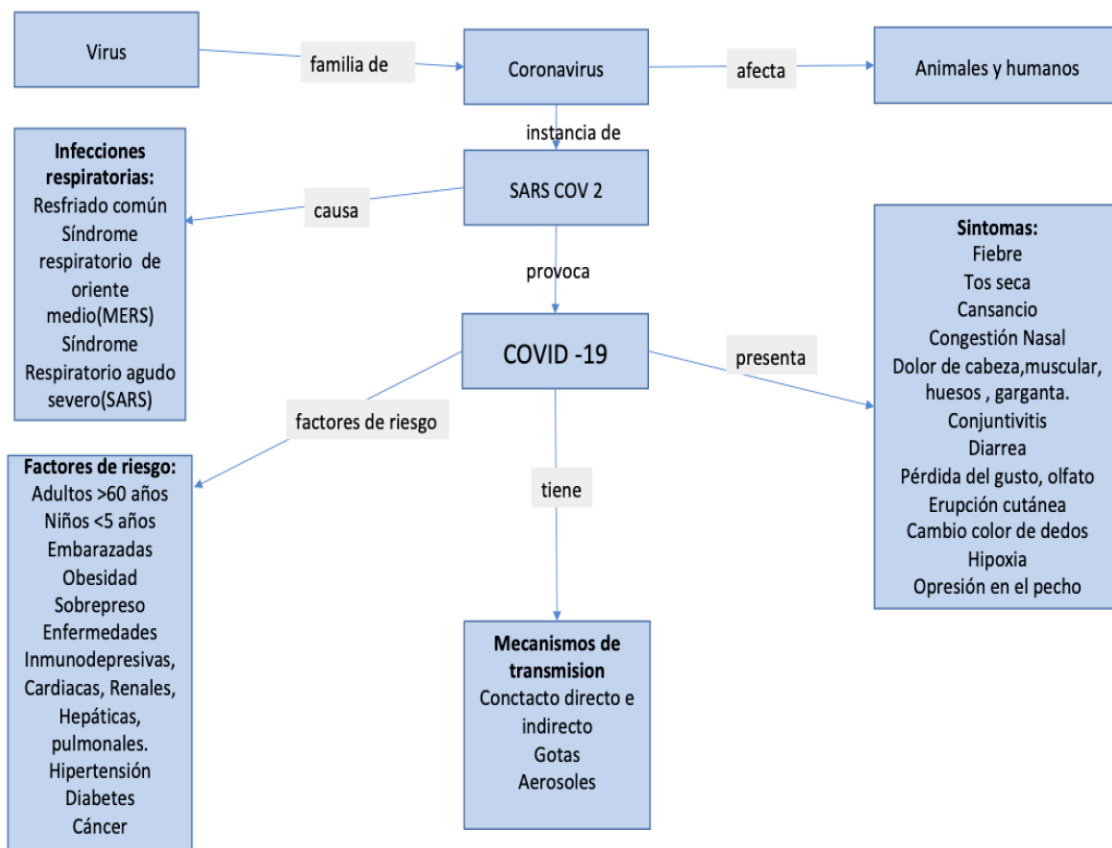 Virus
familia de
Coronavirus
afecta
Animales y humanos
instancia de
Infecciones
respiratorias:
Resfriado común
Síndrome
respiratorio de
oriente
medio(MERS)
Síndrome
Respiratorio agudo
severo(SARS)
causa
SARS COV 2
provoca
COVID -19
presenta
Sintomas:
Fiebre
Tos seca
Cansancio
Congestión Nasal
Dolor de cabeza,muscular,
huesos , garganta.
Conjuntivitis
Diarrea
Pérdida del gusto, olfato
Erupción cutánea
Cambio color de dedos
Hipoxia
Opresión en el pecho
factores de riesgo
Factores de riesgo:
Adultos >60 años
Niños <5 años
Embarazadas
Obesidad
Sobrepreso
Enfermedades
Inmunodepresivas,
Cardiacas, Renales,
Hepáticas,
pulmonales.
Hipertensión
Diabetes
Cáncer
tiene
Mecanismos de
transmision
Conctacto directo e
indirecto
Gotas
Aerosoles